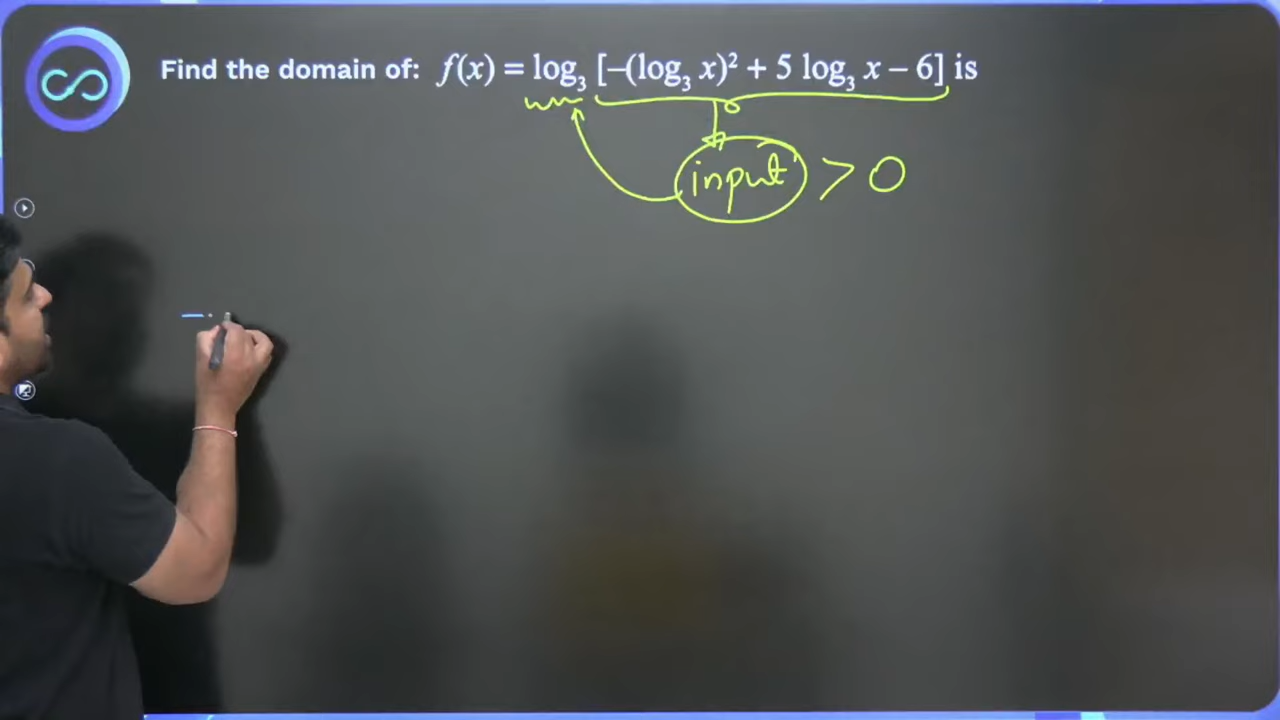 Find the domain of: f(x) = log₃ [–(log₃ x)² + 5 log₃ x – 6] is
input > 0